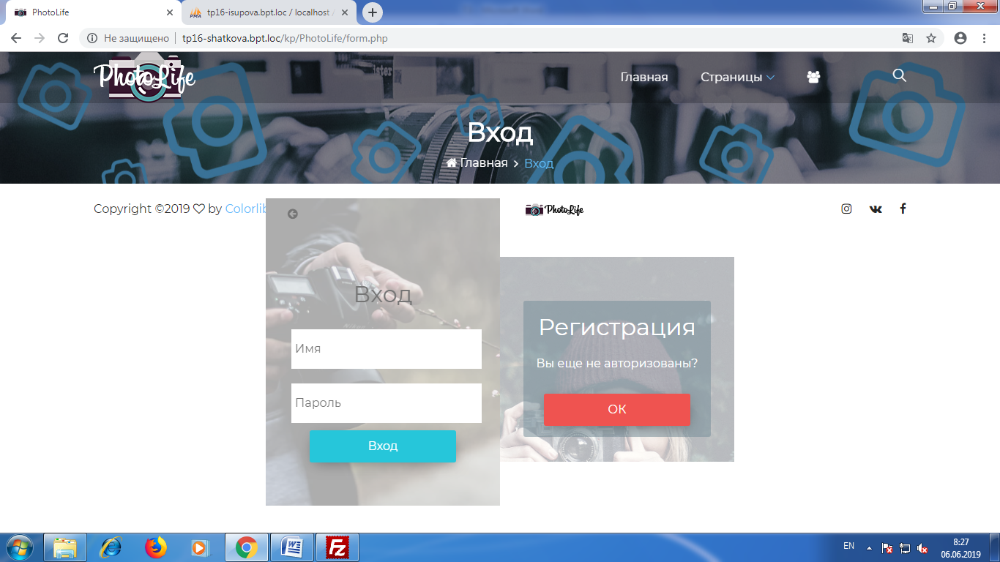 PhotoLife
tp16-isupova.bpt.loc / localhost /
Не защищено
tp16-shatkova.bpt.loc/kp/PhotoLife/form.php
PhotoLife
Главная
Страницы
Вход
Главная
Вход
Copyright ©2019 by Colorlib
PhotoLife
Вход
Имя
Пароль
Вход
Регистрация
Вы еще не авторизованы?
ОК
EN
8:27
06.06.2019